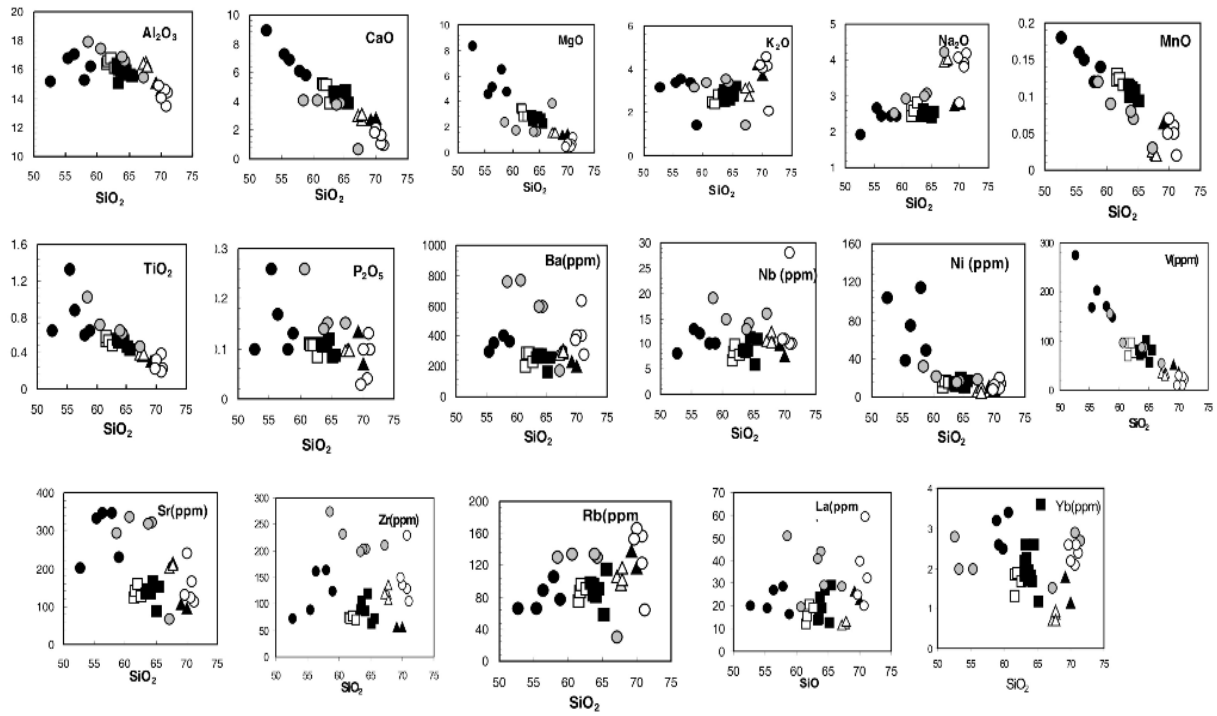 Al₂O₃
20
18
16
14
12
10
50 55 60 65 70 75
SiO₂
CaO
10
8
6
4
2
0
50 55 60 65 70 75
SiO₂
MgO
10
8
6
4
2
0
50 55 60 65 70 75
SiO₂
K₂O
6
4
2
0
50 55 60 65 70 75
SiO₂
Na₂O
5
4
3
2
1
50 55 60 65 70 75
SiO₂
MnO
0.2
0.15
0.1
0.05
0
50 55 60 65 70 75
SiO₂
TiO₂
1.6
1.2
0.8
0.4
0
50 55 60 65 70 75
SiO₂
P₂O₅
1.3
1.2
1.1
1
50 55 60 65 70 75
SiO₂
Ba(ppm)
1000
800
600
400
200
0
50 55 60 65 70 75
SiO₂
Nb (ppm)
30
25
20
15
10
5
0
50 55 60 65 70 75
SiO₂
Ni (ppm)
160
120
80
40
0
50 55 60 65 70 75
SiO₂
V(ppm)
300
200
100
0
50 55 60 65 70 75
SiO₂
Sr(ppm)
400
300
200
100
0
50 55 60 65 70 75
SiO₂
Zr(ppm)
300
250
200
150
100
50
0
50 55 60 65 70 75
SiO₂
Rb(ppm
200
160
120
80
40
0
50 55 60 65 70 75
SiO₂
La(ppm
70
60
50
40
30
20
10
0
50 55 60 65 70 75
SiO
Yb(ppm)
4
3
2
1
0
50 55 60 65 70 75
SiO₂